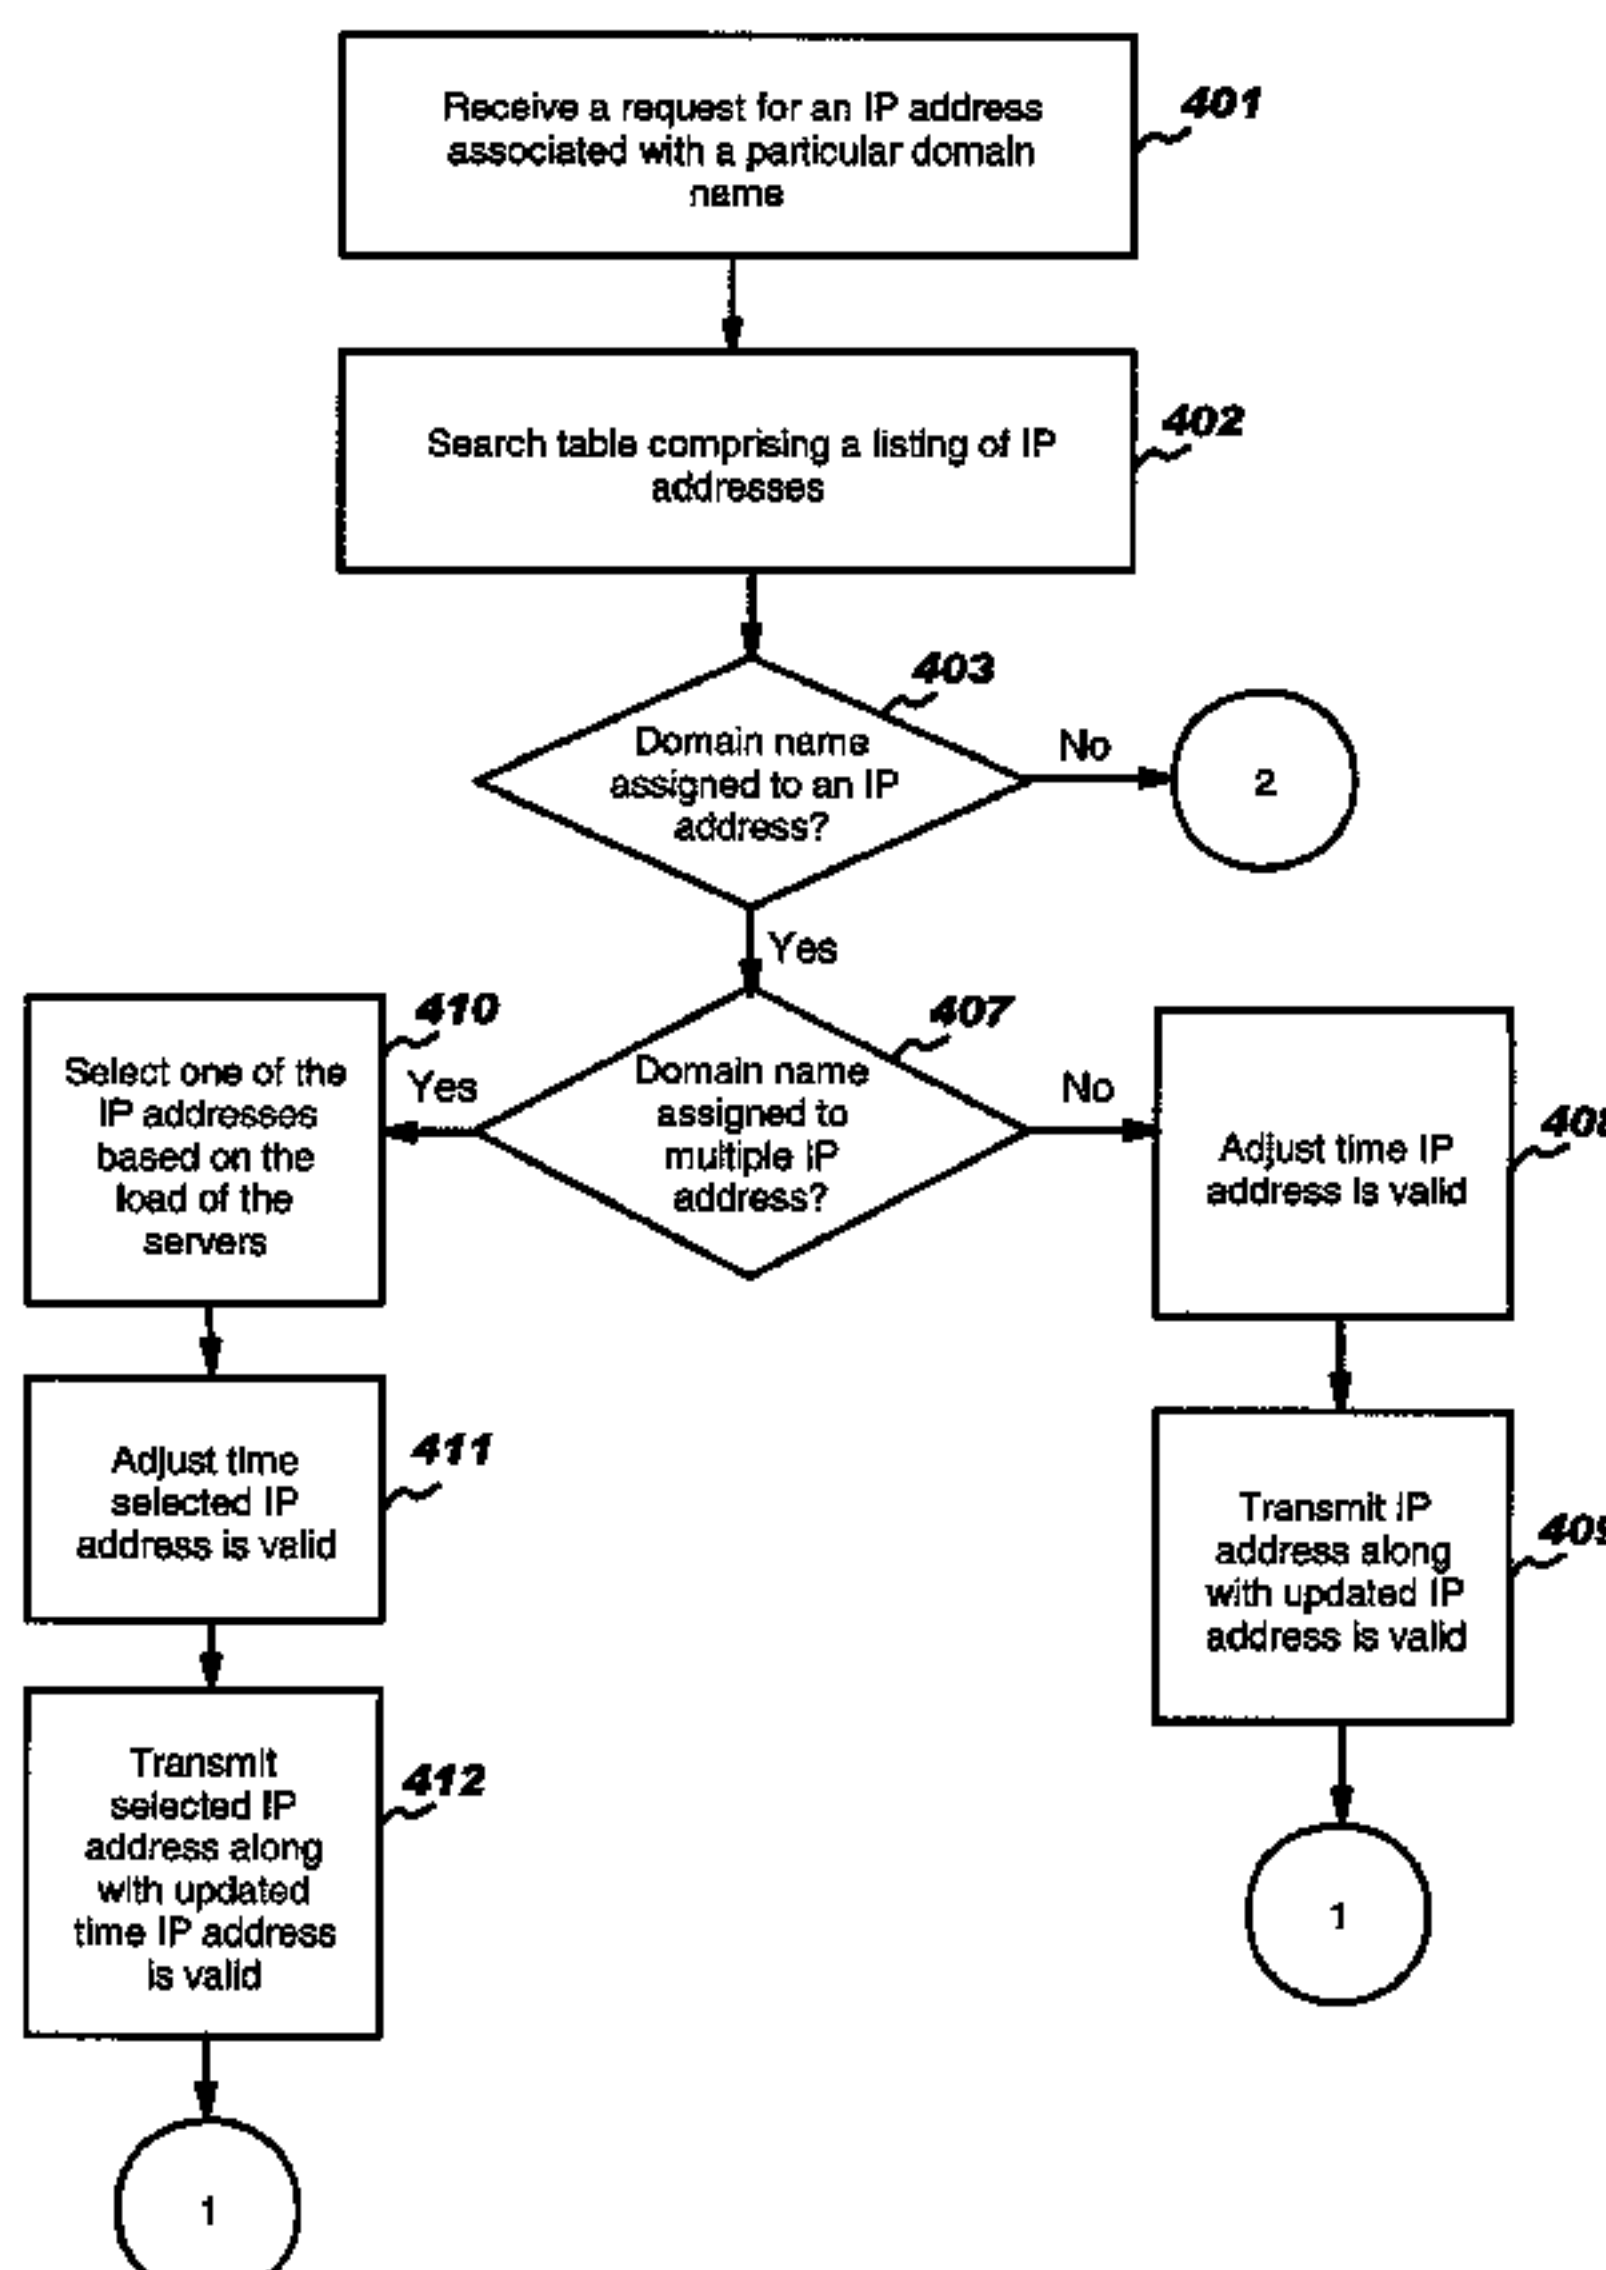 Receive a request for an IP address
associated with a particular domain
name
401
Search table comprising a listing of IP
addresses
402
403
Domain name
assigned to an IP
address?
No
2
Yes
410
Select one of the
IP addresses
based on the
load of the
servers
Yes
407
Domain name
assigned to
multiple IP
address?
No
Adjust time IP
address is valid
408
411
Adjust time
selected IP
address is valid
Transmit IP
address along
with updated IP
address is valid
409
412
Transmit
selected IP
address along
with updated
time IP address
is valid
1
1